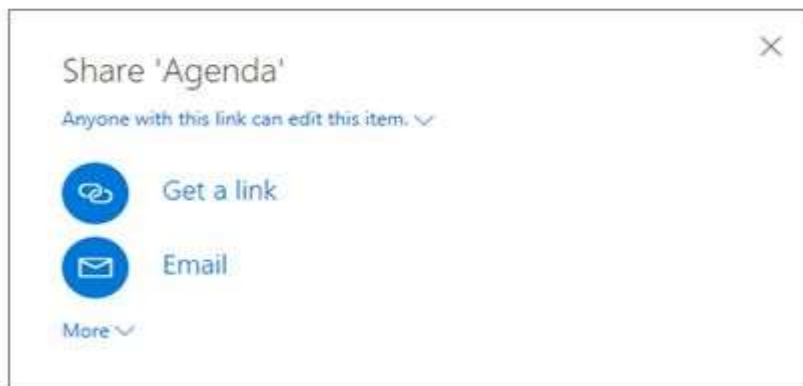 Share 'Agenda'
Anyone with this link can edit this item.
Get a link
Email
More